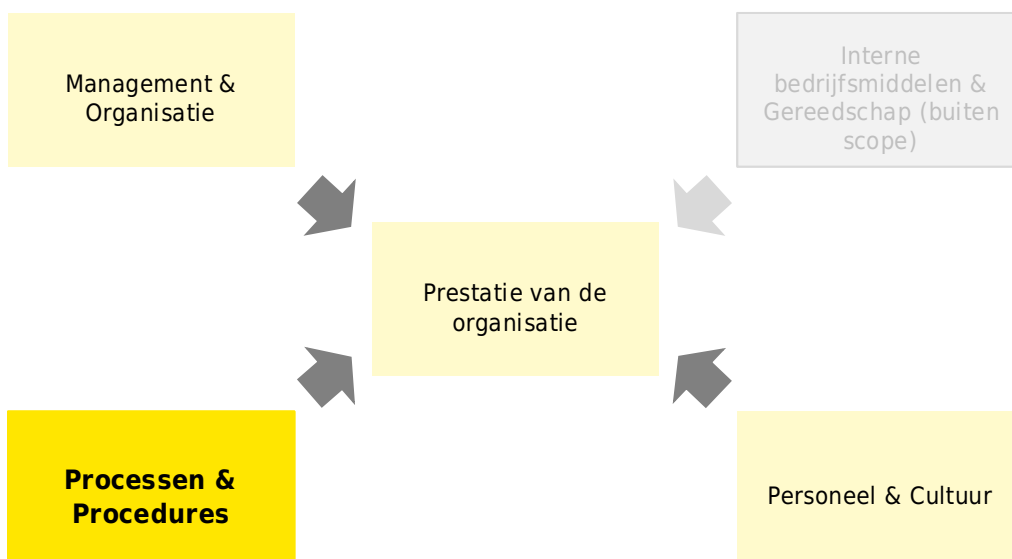 Management &
Organisatie
Interne
bedrijfsmiddelen &
Gereedschap (buiten
scope)
Prestatie van de
organisatie
Processen &
Procedures
Personeel & Cultuur